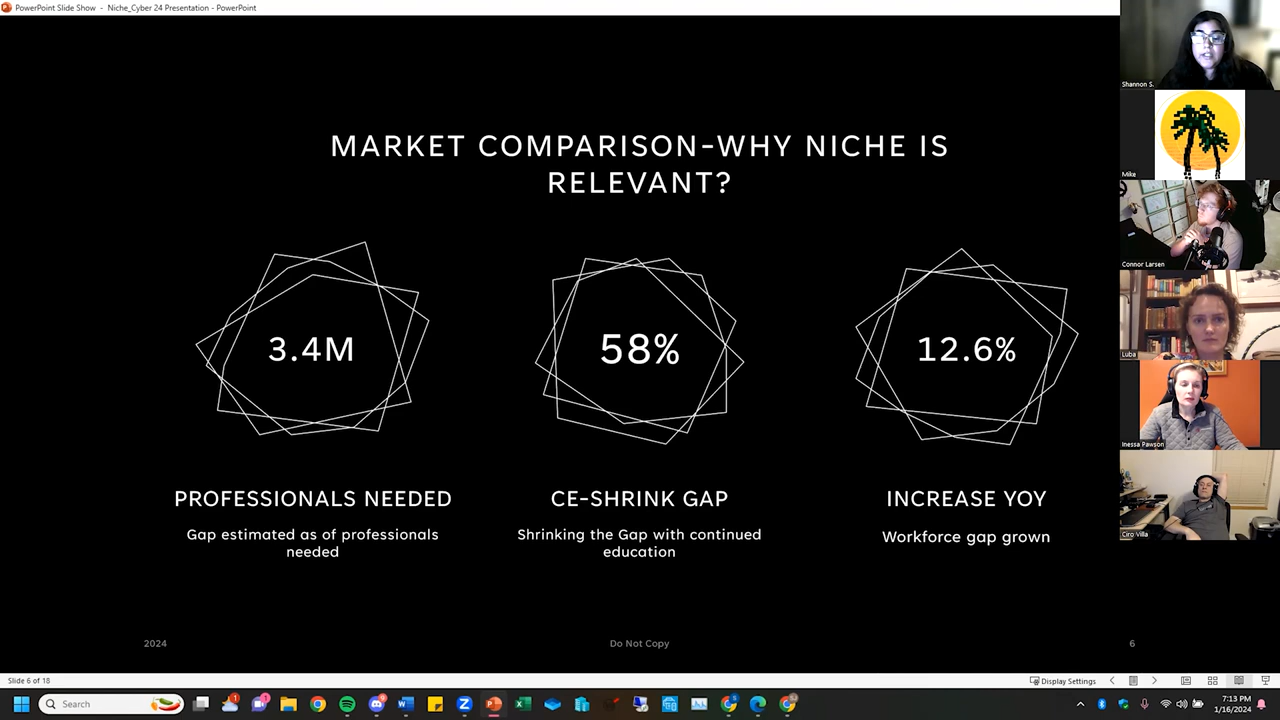 PowerPoint Slide Show - Niche_Cyber 24 Presentation - PowerPoint
MARKET COMPARISON-WHY NICHE IS
RELEVANT?
3.4M
58%
12.6%
PROFESSIONALS NEEDED
Gap estimated as of professionals
needed
CE-SHRINK GAP
Shrinking the Gap with continued
education
INCREASE YOY
Workforce gap grown
2024
Do Not Copy
6
Shannon S.
Mike
Connor Larsen
Luba
Inessa Pawson
Ciro Villa
Slide 6 of 18
Display Settings
Search
7:13 PM
1/16/2024